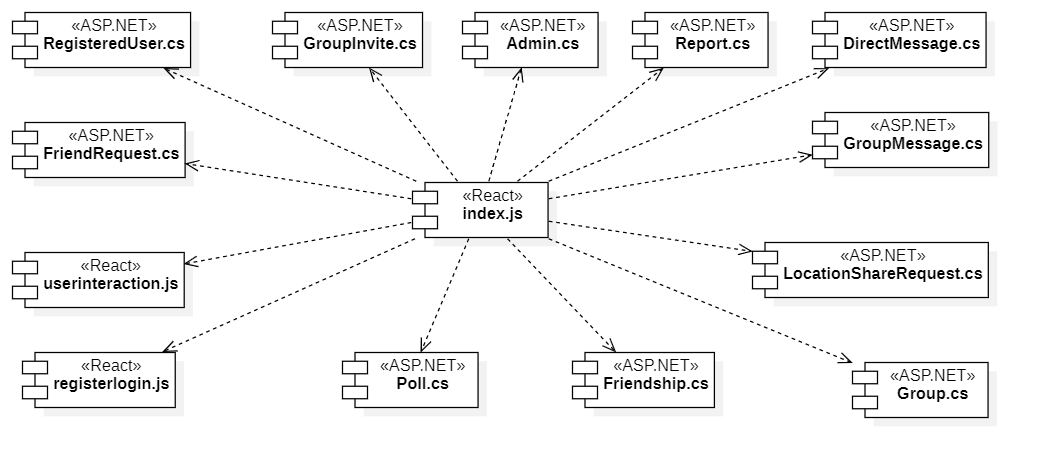 «ASP.NET»
RegisteredUser.cs
«ASP.NET»
GroupInvite.cs
«ASP.NET»
Admin.cs
«ASP.NET»
Report.cs
«ASP.NET»
DirectMessage.cs
«ASP.NET»
FriendRequest.cs
«ASP.NET»
GroupMessage.cs
«React»
index.js
«React»
userinteraction.js
«ASP.NET»
LocationShareRequest.cs
«React»
registerlogin.js
«ASP.NET»
Poll.cs
«ASP.NET»
Friendship.cs
«ASP.NET»
Group.cs